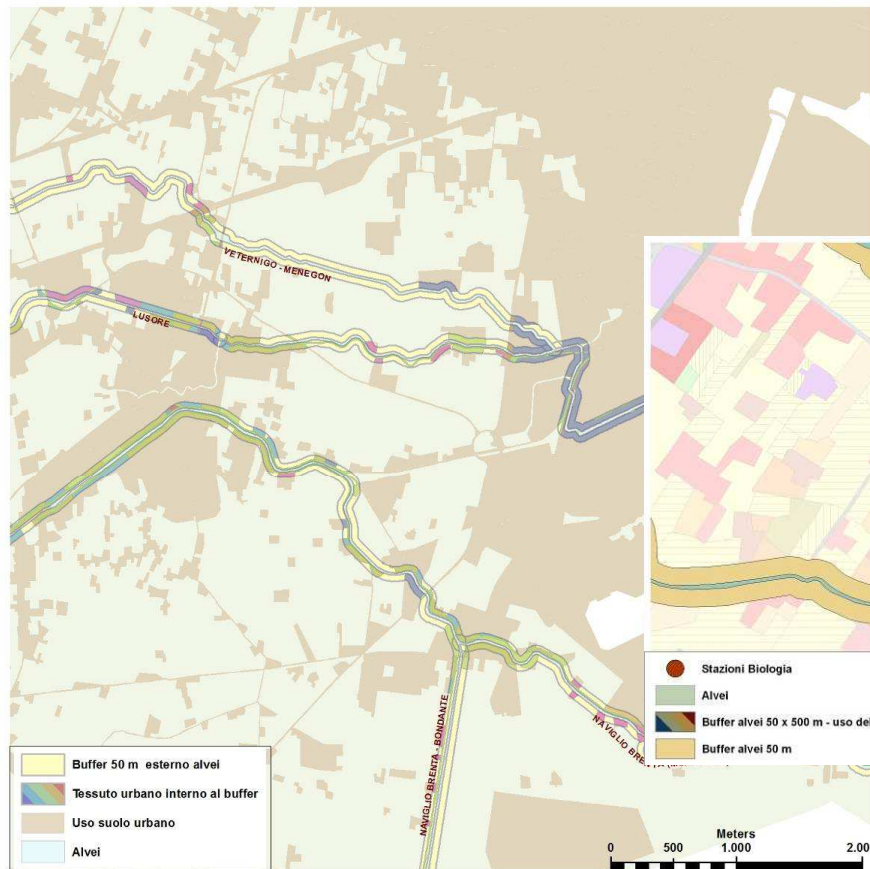 VETERNIGO - MENEGON
LUSORE
NAVIGLIO BRENTA - BONDANTE
NAVIGLIO
Stazioni Biologia
Alvei
Buffer alvei 50 x 500 m - uso del
Buffer alvei 50 m
Buffer 50 m esterno alvei
Tessuto urbano interno al buffer
Uso suolo urbano
Alvei
Meters
0 500 1.000 2.00